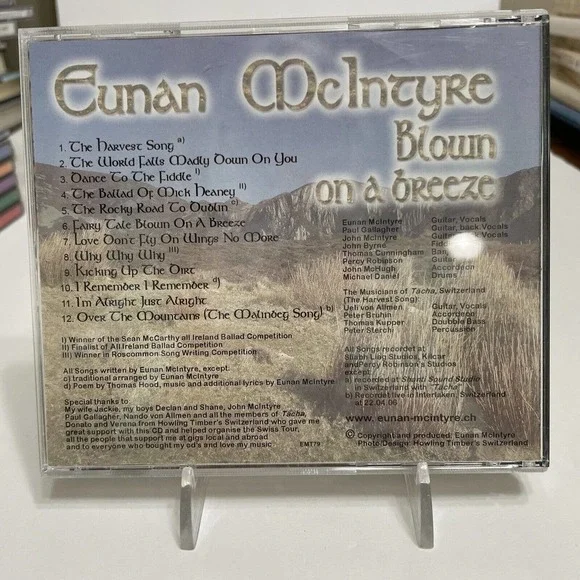 Eunan McIntyre
Blown
on a breeze
1. The Harvest Song a)
2. The World Falls Madly Down On You
3. Dance To The Fiddle I)
4. The Ballad Of Mick Heaney II)
5. The Rocky Road To Dublin c)
6. Fairy Tale Blown On A Breeze
7. Love Don't Fly On Wings No More
8. Why Why Why III)
9. Kicking Up The Dirt
10. I Remember I Remember d)
11. I'm Alright Just Alright
12. Over The Mountains (The Malinbeg Song) b)
I) Winner of the Sean McCarthy all Ireland Ballad Competition
II) Finalist of All Ireland Ballad Competition
III) Winner in Roscommon Song Writing Competition
All Songs written by Eunan McIntyre, except:
c) traditional arranged by Eunan McIntyre
d) Poem by Thomas Hood, music and additional lyrics by Eunan McIntyre
Special thanks to
My wife Jackie, my boys Declan and Shane, John McIntyre
Paul Gallagher, Nando von Allmen and all the members of Tächa,
Donato and Verena from Howling Timber's Switzerland who gave me
great support with this CD and helped organise the Swiss Tour,
all the people that support me at gigs local and abroad
and to everyone who bought my cd's and love my music
EMT79
Eunan McIntyre Guitar, Vocals
Paul Gallagher Guitar, back Vocals
John McIntyre Guitar,
John Byrne
Thomas Cunningham
Percy Robinson
John McHugh Accordeon
Michael Daniel Drums
The Musicians of Tächa, Switzerland
(The Harvest Song):
Ueli von Allmen Guitar, Vocals
Peter Bruhin Accordeon
Thomas Kupper Doubble Bass
Peter Sterchi Percussion
All Songs recorded at
Sliabh Liag Studios, Kilcar
and Percy Robinson's Studios
except:
a) recorded at Sound Studio
in Switzerland with "Tächa"
b) Recorded live in Interlaken, Switzerland
at 22.04.06
www.eunan-mcintyre.ch
© Copyright and produced: Eunan McIntyre
Photo/Design: Howling Timber's Switzerland